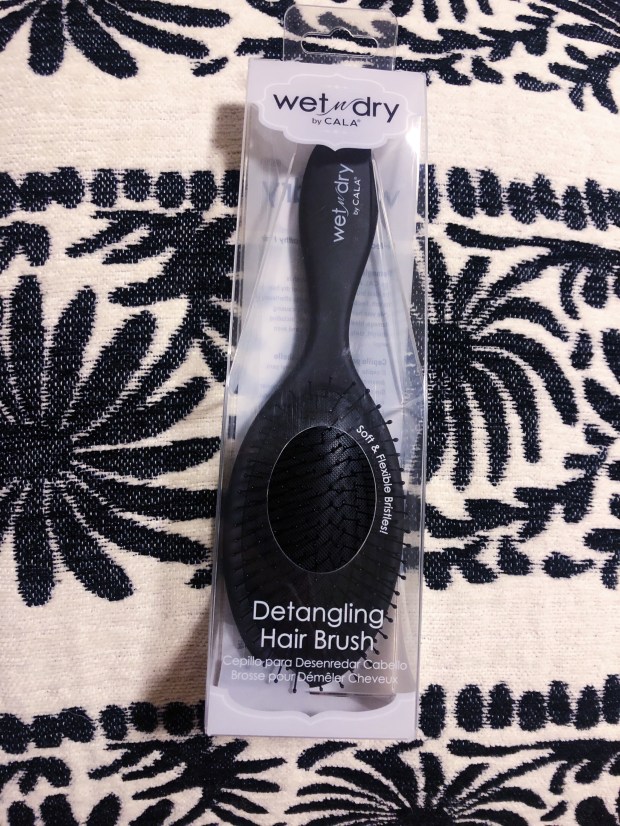 wet n dry
by CALA®
wet n dry
by CALA®
Soft & Flexible Bristles!
Detangling
Hair Brush
Cepillo para Desenredar Cabello
Brosse pour Démêler Cheveux